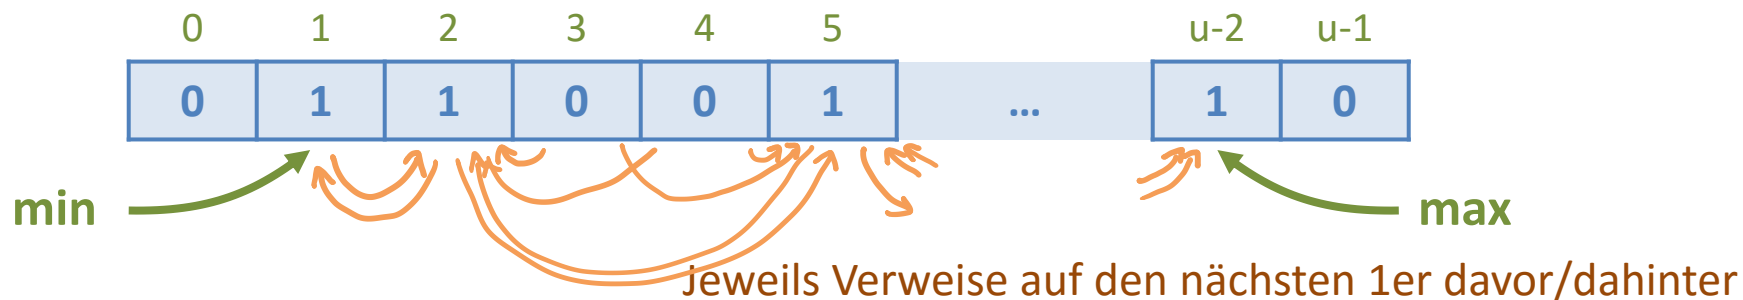 0 1 2 3 4 5 u-2 u-1
0 1 1 0 0 1 ... 1 0
min max
Jeweils Verweise auf den nächsten 1er davor/dahinter